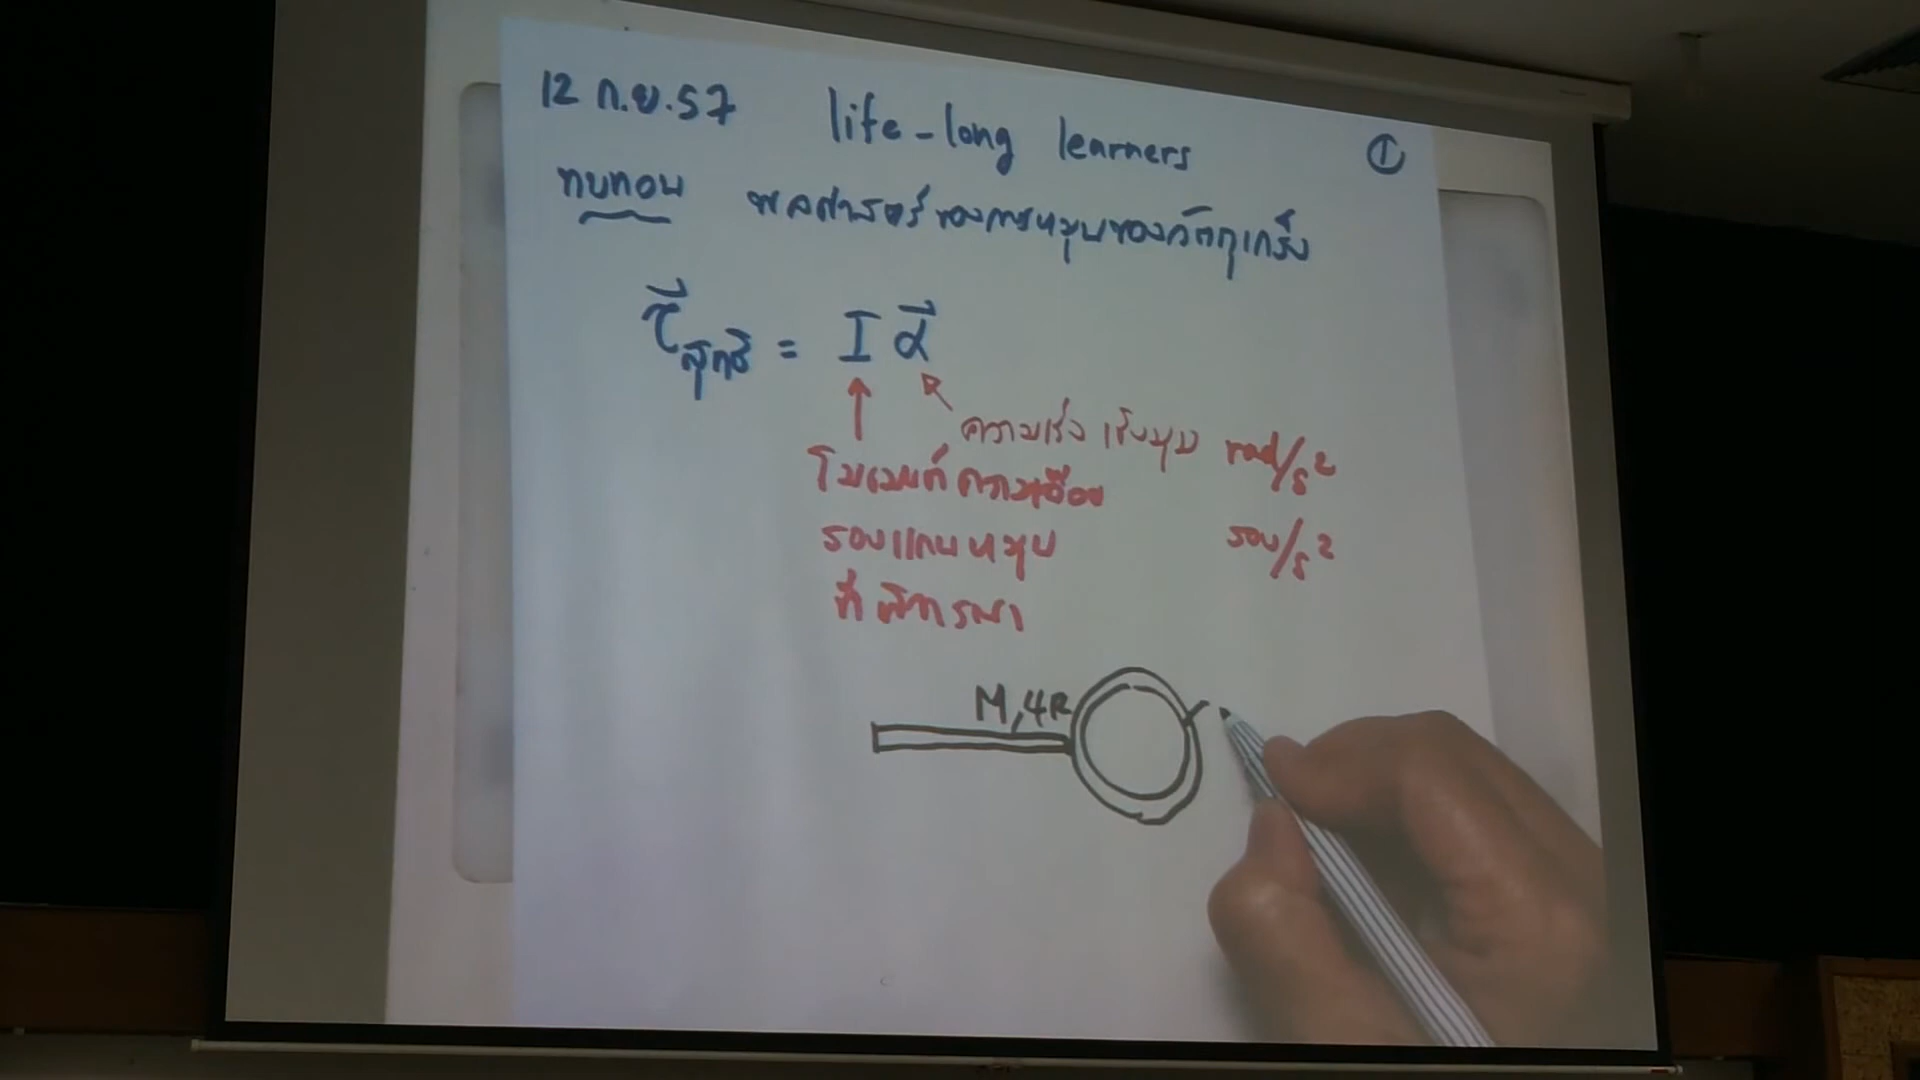 12 ก.ย.57 life-long learners ①
ทบทวน พลศาสตร์ของการหมุนของวัตถุเกร็ง
τ⃗สุทธิ = I α⃗
ความเร่งเชิงมุม rad/s²
โมเมนต์ความเฉื่อย
รอบแกนหมุน รอบ/s²
ที่พิจารณา
M, 4R